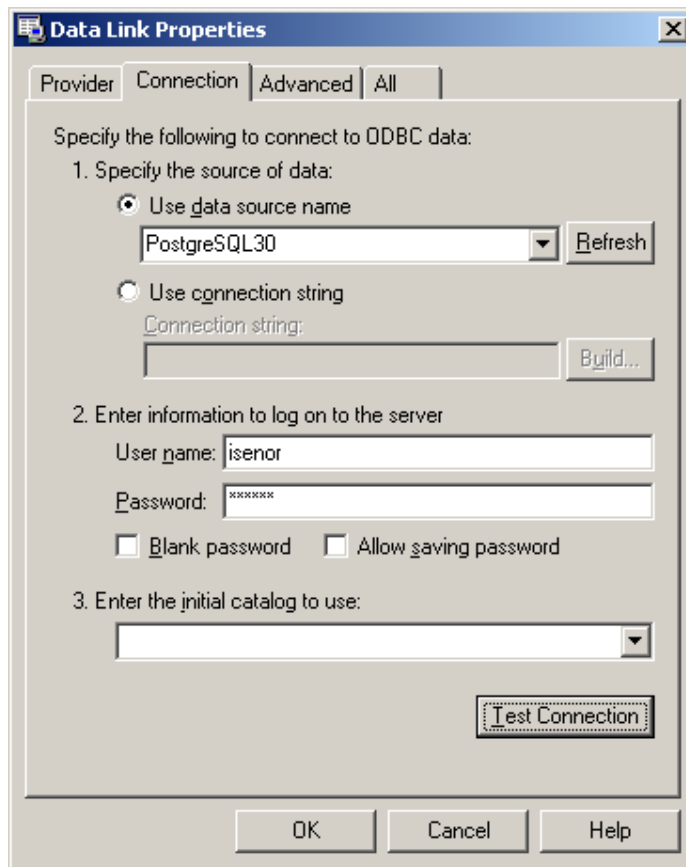 Data Link Properties
Provider Connection Advanced All
Specify the following to connect to ODBC data:
1. Specify the source of data:
Use data source name
PostgreSQL30 Refresh
Use connection string
Connection string:
Build...
2. Enter information to log on to the server
User name: isenor
Password: ******
Blank password Allow saving password
3. Enter the initial catalog to use:
Test Connection
OK Cancel Help